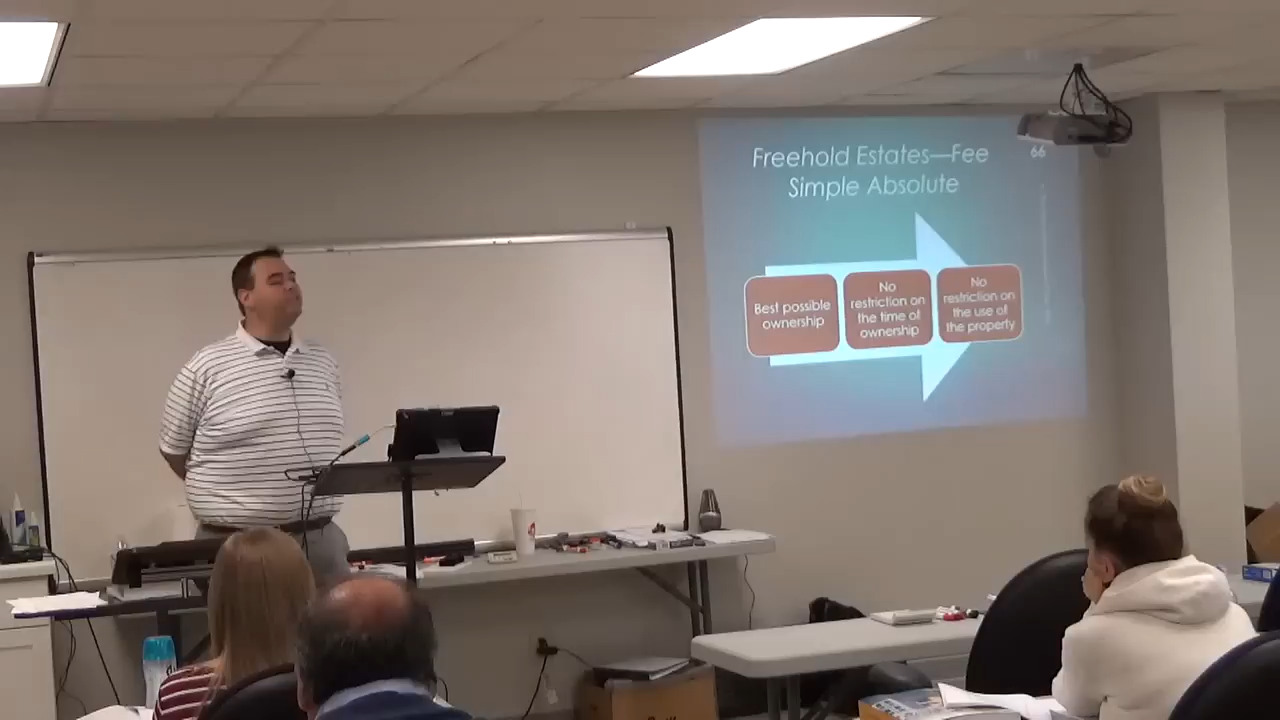 Freehold Estates—Fee
Simple Absolute
66
Best possible
ownership
No
restriction on
the time of
ownership
No
restriction on
the use of
the property